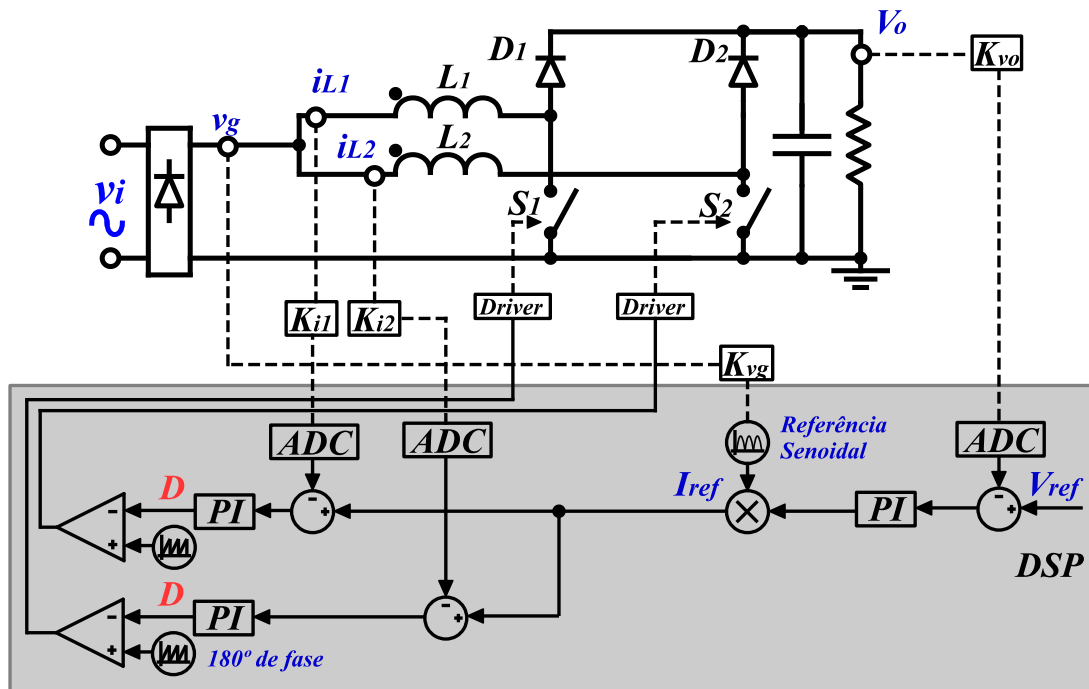 Vo
Kvo
D1
D2
iL1
L1
vg
iL2
L2
vi
S1
S2
Ki1
Ki2
Driver
Driver
Kvg
ADC
ADC
Referência
Senoidal
ADC
D
Iref
Vref
-
PI
-
+
×
PI
-
+
+
DSP
D
-
PI
-
+
+
180º de fase